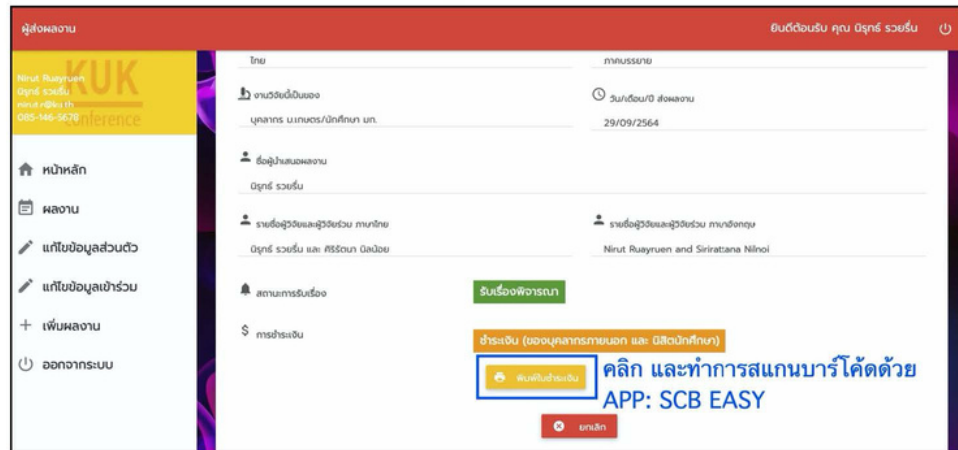 ผู้ส่งผลงาน
ยินดีต้อนรับ คุณ นิรุทธ์ รวยรื่น
KUK
conference
Nirut Ruayruen
นิรุทธ์ รวยรื่น
nirut.r@ku.th
085-146-5678
หน้าหลัก
ผลงาน
แก้ไขข้อมูลส่วนตัว
แก้ไขข้อมูลเข้าร่วม
เพิ่มผลงาน
ออกจากระบบ
ไทย
ภาคบรรยาย
งานวิจัยนี้เป็นของ
วัน/เดือน/ปี ส่งผลงาน
บุคลากร ม.เกษตร/นักศึกษา มก.
29/09/2564
ชื่อผู้นำเสนอผลงาน
นิรุทธ์ รวยรื่น
รายชื่อผู้วิจัยและผู้วิจัยร่วม ภาษาไทย
รายชื่อผู้วิจัยและผู้วิจัยร่วม ภาษาอังกฤษ
นิรุทธ์ รวยรื่น และ ศิริรัตนา นิลน้อย
Nirut Ruayruen and Sirirattana Nilnoi
สถานะการรับเรื่อง
รับเรื่องพิจารณา
$ การชำระเงิน
ชำระเงิน (ของบุคลากรภายนอก และ นิสิตนักศึกษา)
พิมพ์ใบชำระเงิน
คลิก และทำการสแกนบาร์โค้ดด้วย
APP: SCB EASY
ยกเลิก